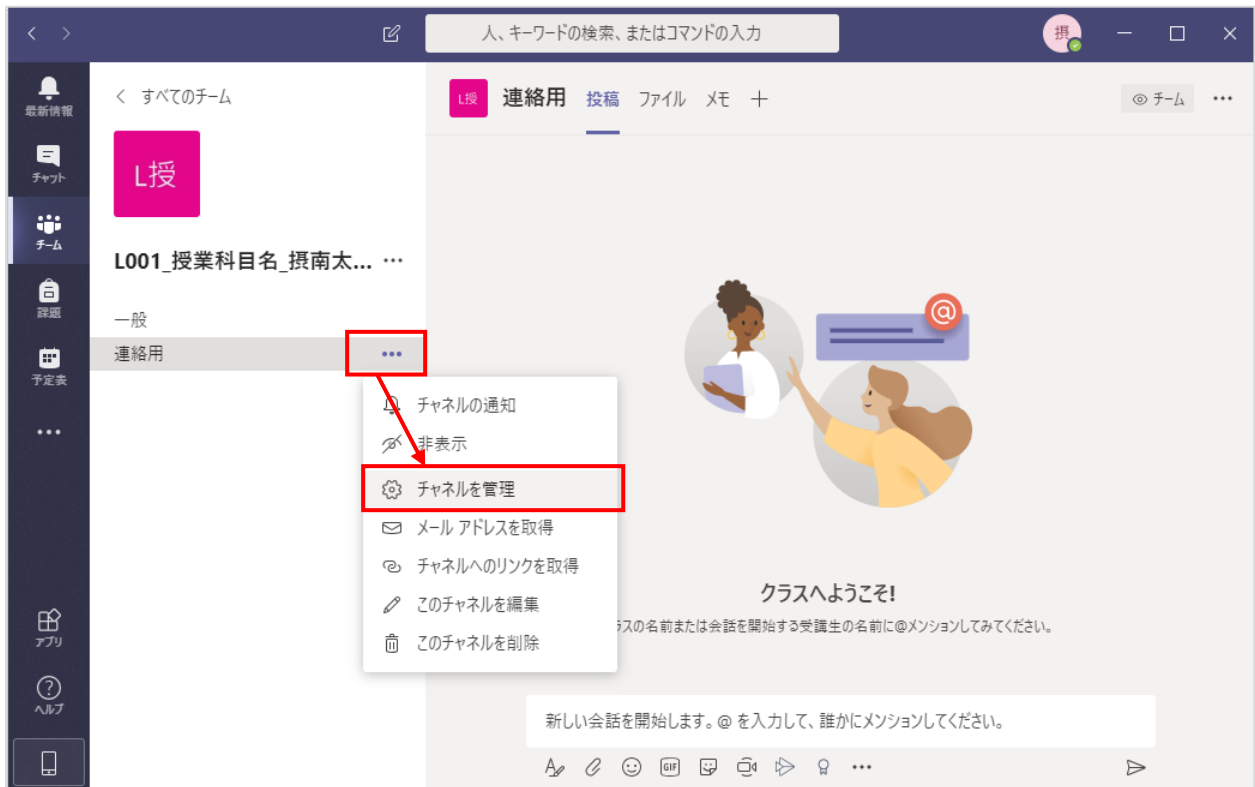 人、キーワードの検索、またはコマンドの入力
摂
最新情報
チャット
チーム
課題
予定表
アプリ
ヘルプ
すべてのチーム
L授
L001_授業科目名_摂南太...
一般
連絡用
チャネルの通知
非表示
チャネルを管理
メール アドレスを取得
チャネルへのリンクを取得
このチャネルを編集
このチャネルを削除
L授 連絡用 投稿 ファイル メモ
チーム
@
クラスへようこそ!
スの名前または会話を開始する受講生の名前に@メンションしてみてください。
新しい会話を開始します。@ を入力して、誰かにメンションしてください。
GIF